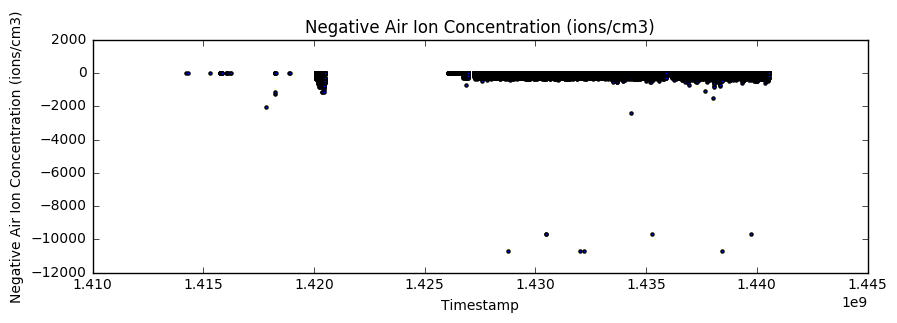 Negative Air Ion Concentration (ions/cm3)
Negative Air Ion Concentration (ions/cm3)
2000
0
−2000
−4000
−6000
−8000
−10000
−12000
1.410 1.415 1.420 1.425 1.430 1.435 1.440 1.445
1e9
Timestamp